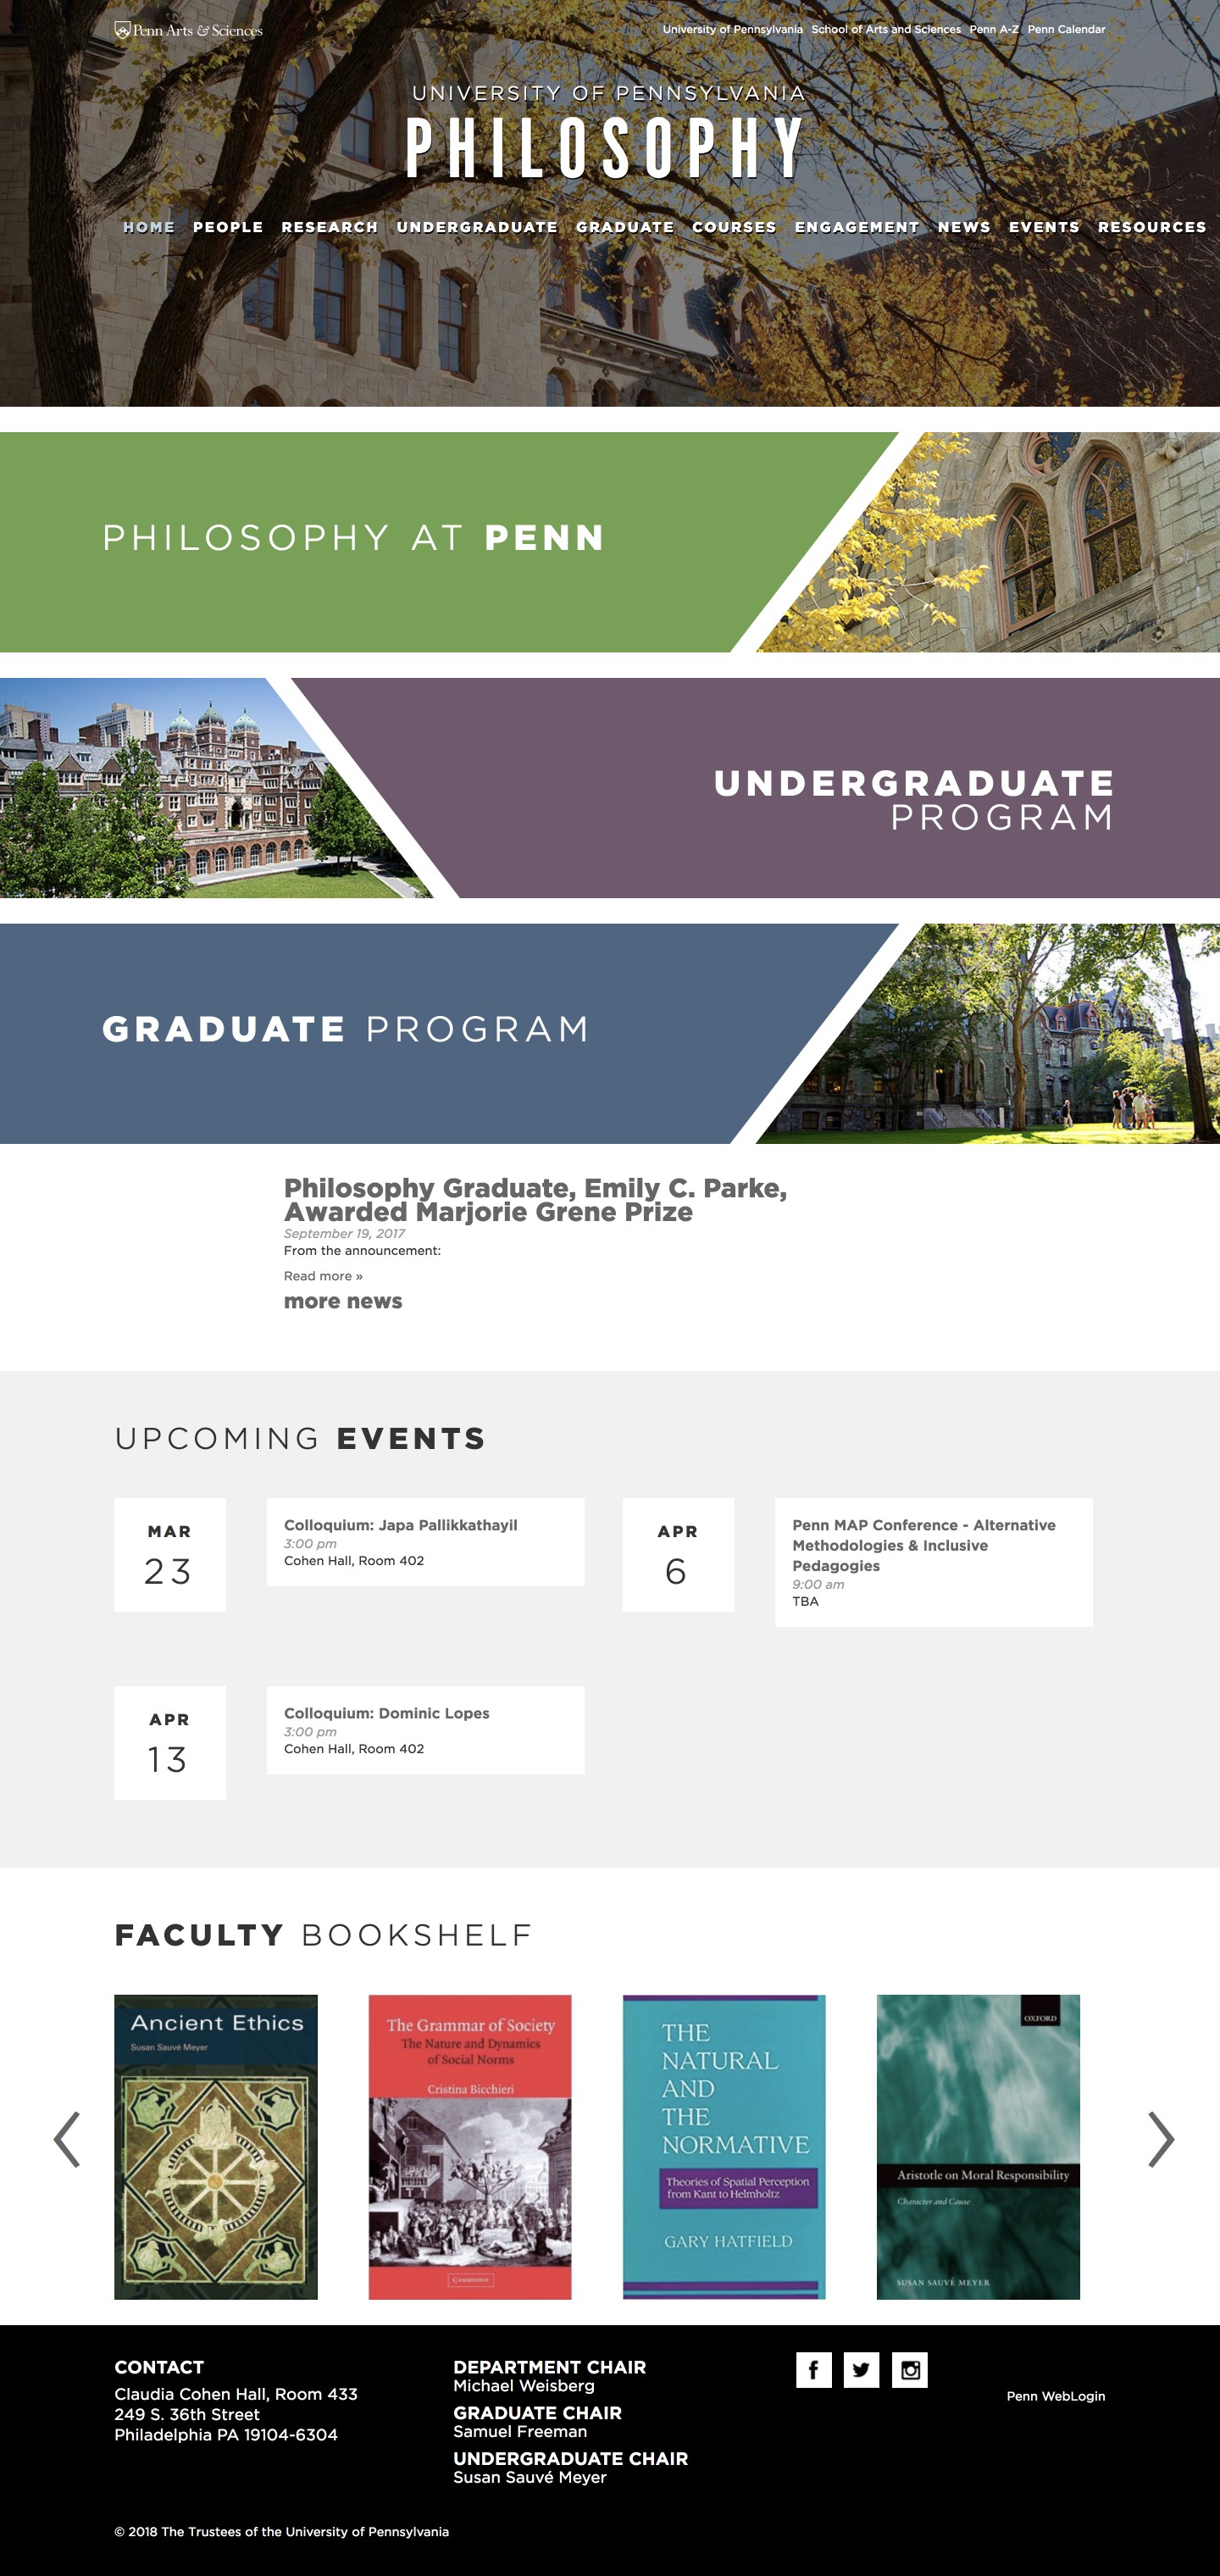 Penn Arts & Sciences
University of Pennsylvania School of Arts and Sciences Penn A-Z Penn Calendar
UNIVERSITY OF PENNSYLVANIA
PHILOSOPHY
HOME PEOPLE RESEARCH UNDERGRADUATE GRADUATE COURSES ENGAGEMENT NEWS EVENTS RESOURCES
PHILOSOPHY AT PENN
UNDERGRADUATE
PROGRAM
GRADUATE PROGRAM
Philosophy Graduate, Emily C. Parke,
Awarded Marjorie Grene Prize
September 19, 2017
From the announcement:
Read more »
more news
UPCOMING EVENTS
MAR
23
Colloquium: Japa Pallikkathayil
3:00 pm
Cohen Hall, Room 402
APR
6
Penn MAP Conference - Alternative
Methodologies & Inclusive
Pedagogies
9:00 am
TBA
APR
13
Colloquium: Dominic Lopes
3:00 pm
Cohen Hall, Room 402
FACULTY BOOKSHELF
Ancient Ethics
Susan Sauvé Meyer
The Grammar of Society
The Nature and Dynamics
of Social Norms
Cristina Bicchieri
CAMBRIDGE
THE
NATURAL
AND
THE
NORMATIVE
Theories of Spatial Perception
from Kant to Helmholtz
GARY HATFIELD
OXFORD
Aristotle on Moral Responsibility
Character and Cause
SUSAN SAUVÉ MEYER
CONTACT
Claudia Cohen Hall, Room 433
249 S. 36th Street
Philadelphia PA 19104-6304
DEPARTMENT CHAIR
Michael Weisberg
GRADUATE CHAIR
Samuel Freeman
UNDERGRADUATE CHAIR
Susan Sauvé Meyer
Penn WebLogin
© 2018 The Trustees of the University of Pennsylvania